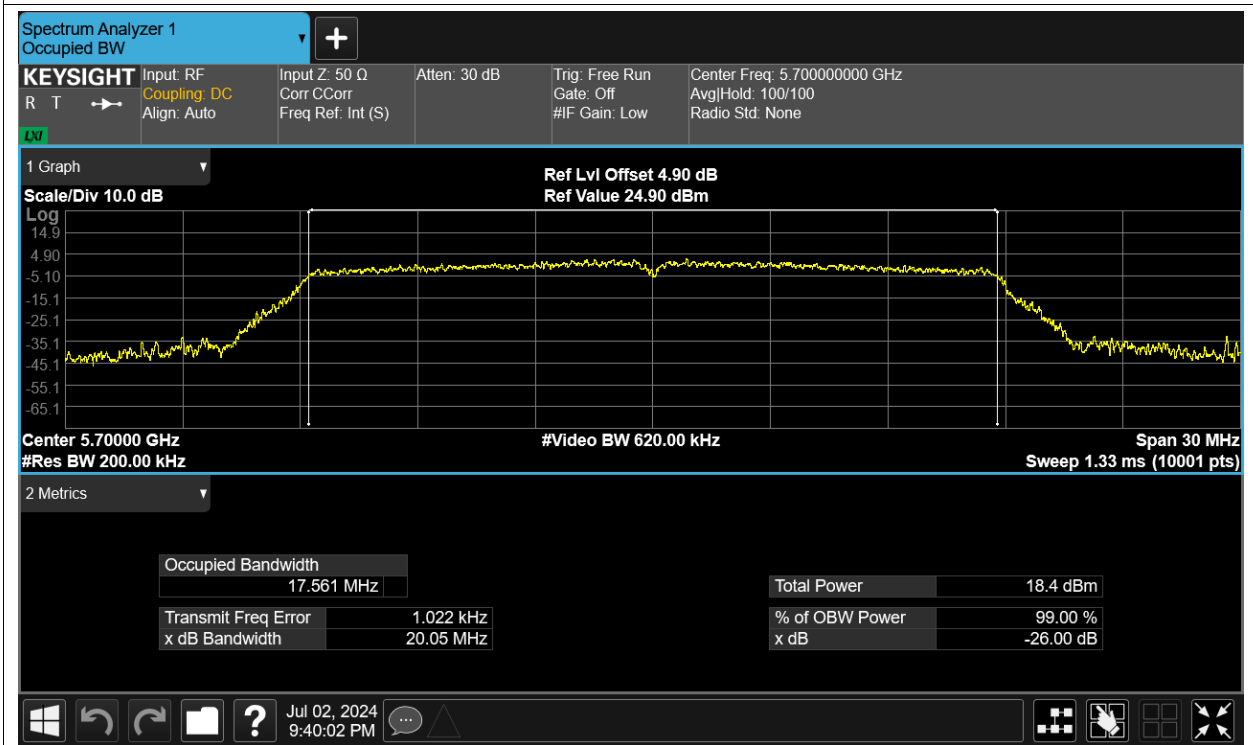 Spectrum Analyzer 1
Occupied BW
KEYSIGHT
R T
LXI
Input: RF
Coupling: DC
Align: Auto
Input Z: 50 Ω
Corr CCorr
Freq Ref: Int (S)
Atten: 30 dB
Trig: Free Run
Gate: Off
#IF Gain: Low
Center Freq: 5.700000000 GHz
Avg|Hold: 100/100
Radio Std: None
1 Graph
Scale/Div 10.0 dB
Ref Lvl Offset 4.90 dB
Ref Value 24.90 dBm
Log
14.9
4.90
-5.10
-15.1
-25.1
-35.1
-45.1
-55.1
-65.1
Center 5.70000 GHz
#Res BW 200.00 kHz
#Video BW 620.00 kHz
Span 30 MHz
Sweep 1.33 ms (10001 pts)
2 Metrics
Occupied Bandwidth
17.561 MHz
Transmit Freq Error 1.022 kHz
x dB Bandwidth 20.05 MHz
Total Power 18.4 dBm
% of OBW Power 99.00 %
x dB -26.00 dB
?
Jul 02, 2024
9:40:02 PM